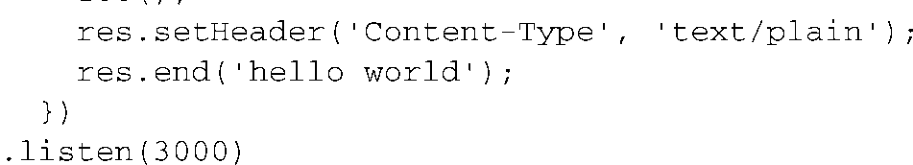 res.setHeader('Content-Type', 'text/plain');
res.end('hello world');
})
.listen(3000)